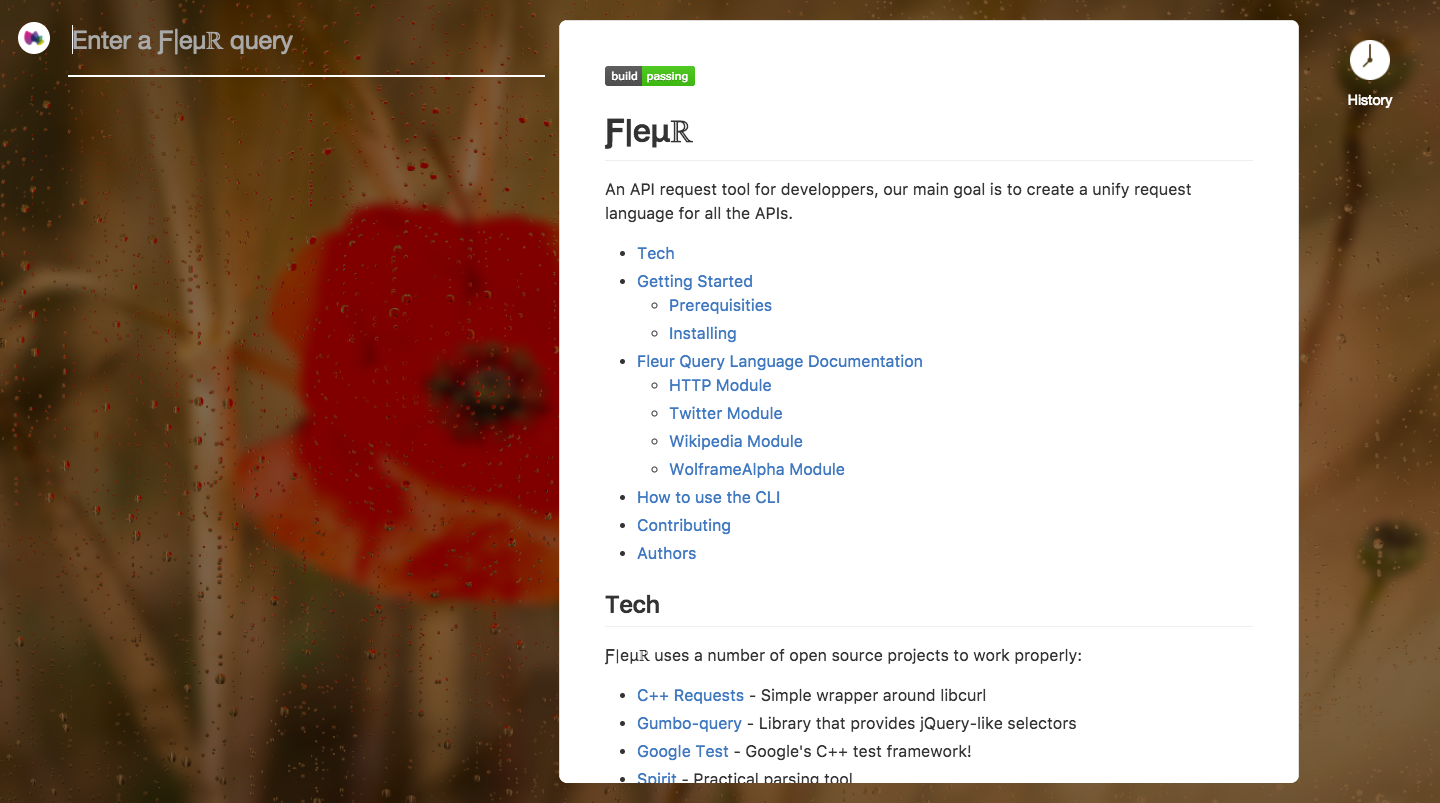 Enter a Ƒ|eµℝ query
build passing
Ƒ|eµℝ
An API request tool for developpers, our main goal is to create a unify request
language for all the APIs.
Tech
Getting Started
Prerequisities
Installing
Fleur Query Language Documentation
HTTP Module
Twitter Module
Wikipedia Module
WolframeAlpha Module
How to use the CLI
Contributing
Authors
Tech
Ƒ|eµℝ uses a number of open source projects to work properly:
C++ Requests - Simple wrapper around libcurl
Gumbo-query - Library that provides jQuery-like selectors
Google Test - Google's C++ test framework!
Spirit - Practical parsing tool
History